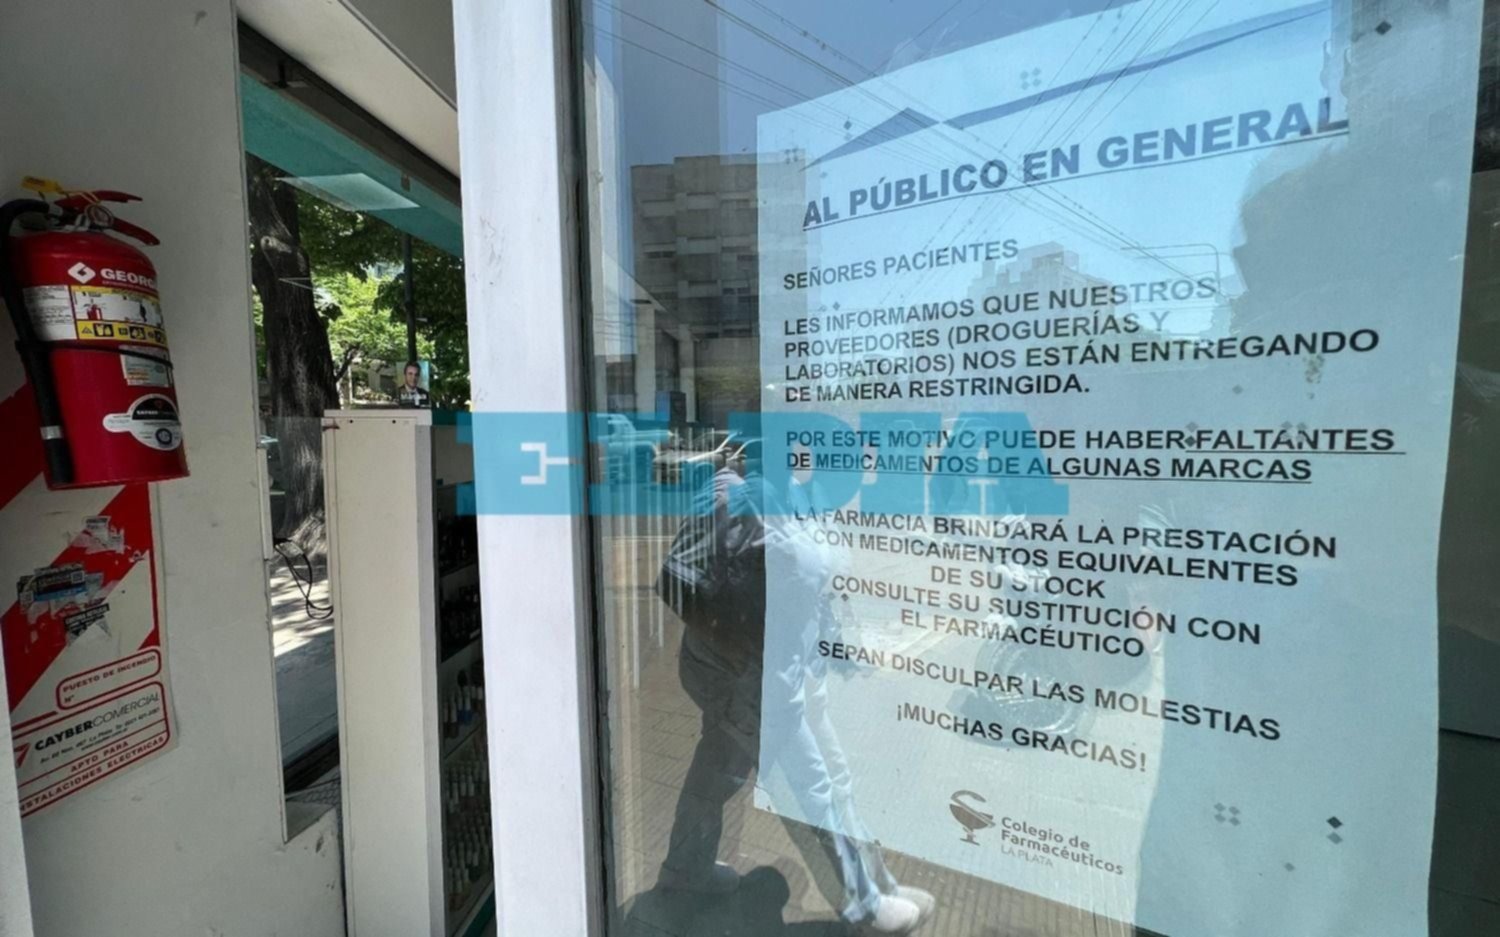 AL PÚBLICO EN GENERAL
SEÑORES PACIENTES
LES INFORMAMOS QUE NUESTROS
PROVEEDORES (DROGUERÍAS Y
LABORATORIOS) NOS ESTÁN ENTREGANDO
DE MANERA RESTRINGIDA.
POR ESTE MOTIVO PUEDE HABER FALTANTES
DE MEDICAMENTOS DE ALGUNAS MARCAS
LA FARMACIA BRINDARÁ LA PRESTACIÓN
CON MEDICAMENTOS EQUIVALENTES
DE SU STOCK
CONSULTE SU SUSTITUCIÓN CON
EL FARMACÉUTICO
SEPAN DISCULPAR LAS MOLESTIAS
¡MUCHAS GRACIAS!
Colegio de
Farmacéuticos
LA PLATA
EL DIA
GEORG
PUESTO DE INCENDIO
N°
CAYBERCOMERCIAL
APTO PARA
INSTALACIONES ELECTRICAS